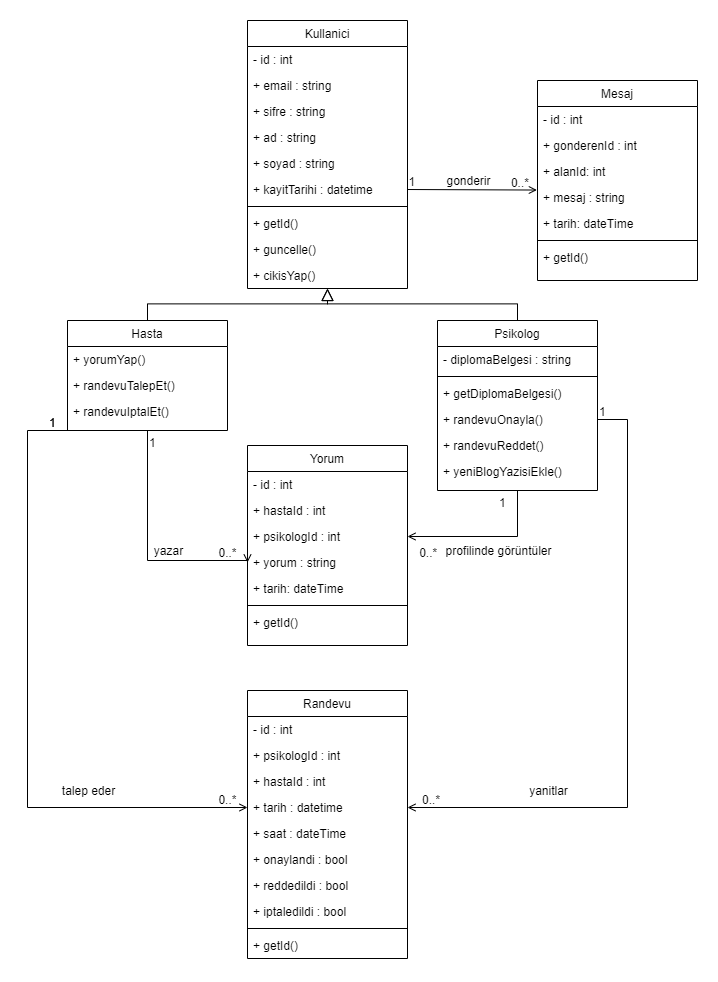 Kullanici
- id : int
+ email : string
+ sifre : string
+ ad : string
+ soyad : string
+ kayitTarihi : datetime
+ getId()
+ guncelle()
+ cikisYap()
1
gonderir
0..*
Mesaj
- id : int
+ gonderenId : int
+ alanId: int
+ mesaj : string
+ tarih: dateTime
+ getId()
Hasta
+ yorumYap()
+ randevuTalepEt()
+ randevuIptalEt()
1
1
Psikolog
- diplomaBelgesi : string
+ getDiplomaBelgesi()
+ randevuOnayla()
+ randevuReddet()
+ yeniBlogYazisiEkle()
1
1
yazar
0..*
Yorum
- id : int
+ hastaId : int
+ psikologId : int
+ yorum : string
+ tarih: dateTime
+ getId()
0..*
profilinde görüntüler
talep eder
0..*
Randevu
- id : int
+ psikologId : int
+ hastaId : int
+ tarih : datetime
+ saat : dateTime
+ onaylandi : bool
+ reddedildi : bool
+ iptaledildi : bool
+ getId()
0..*
yanitlar